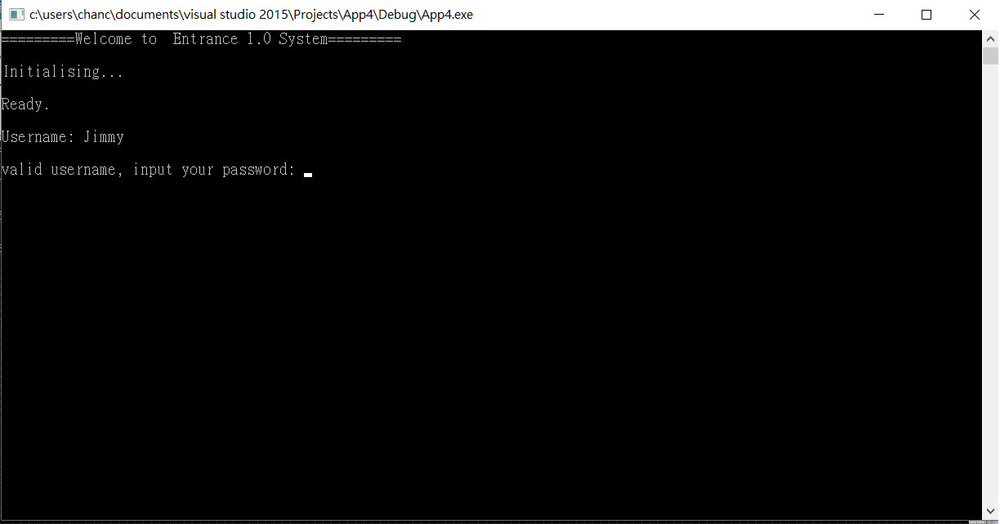 c:\users\chanc\documents\visual studio 2015\Projects\App4\Debug\App4.exe
=========Welcome to  Entrance 1.0 System=========
Initialising...
Ready.
Username: Jimmy
valid username, input your password: